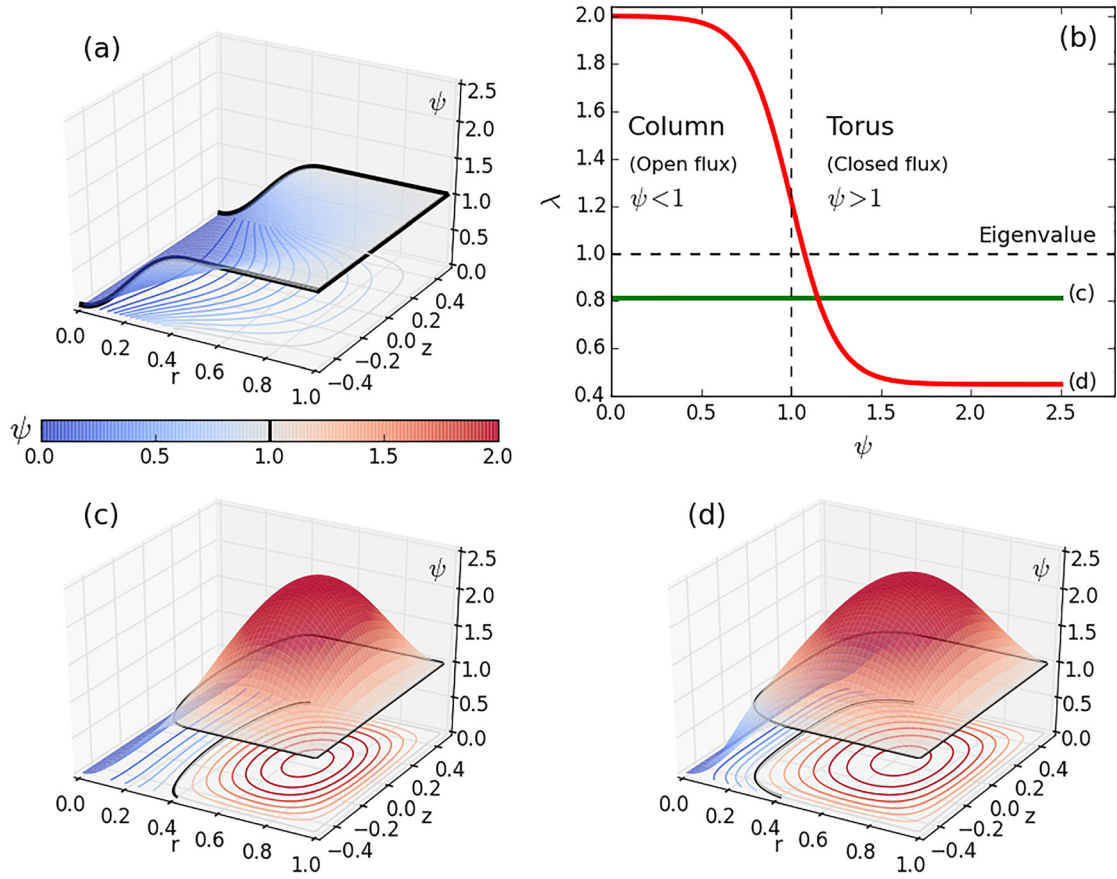 (a)
ψ
2.5
2.0
1.5
1.0
0.5
0.0
0.0
0.2
0.4
0.6
0.8
1.0
r
−0.4
−0.2
0.0
0.2
0.4
z
(b)
2.0
1.8
1.6
1.4
1.2
1.0
0.8
0.6
0.4
λ
Column
(Open flux)
ψ<1
Torus
(Closed flux)
ψ>1
Eigenvalue
(c)
(d)
0.0 0.5 1.0 1.5 2.0 2.5
ψ
ψ
0.0 0.5 1.0 1.5 2.0
(c)
ψ
2.5
2.0
1.5
1.0
0.5
0.0
0.0
0.2
0.4
0.6
0.8
1.0
r
−0.4
−0.2
0.0
0.2
0.4
z
(d)
ψ
2.5
2.0
1.5
1.0
0.5
0.0
0.0
0.2
0.4
0.6
0.8
1.0
r
−0.4
−0.2
0.0
0.2
0.4
z